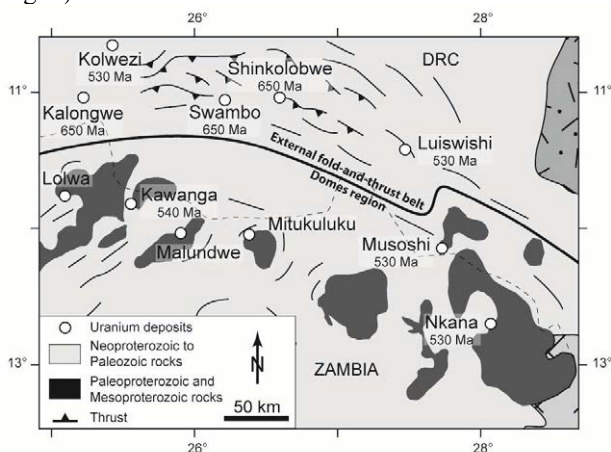 26°
28°
11°
11°
Kolwezi
530 Ma
DRC
Shinkolobwe
650 Ma
Kalongwe
650 Ma
Swambo
650 Ma
Luiswishi
530 Ma
External fold-and-thrust belt
Domes region
Lolwa
Kawanga
540 Ma
Malundwe
Mitukuluku
Musoshi
530 Ma
Nkana
530 Ma
ZAMBIA
Uranium deposits
Neoproterozoic to
Paleozoic rocks
Paleoproterozoic and
Mesoproterozoic rocks
Thrust
N
50 km
13°
13°
26°
28°